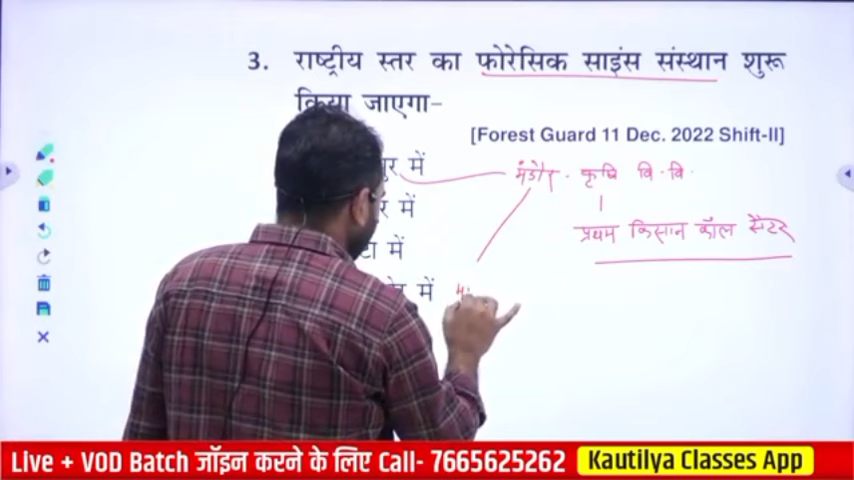 3. राष्ट्रीय स्तर का फोरेंसिक साइंस संस्थान शुरू
किया जाएगा–
[Forest Guard 11 Dec. 2022 Shift-II]
में
मंडोर - कृषि वि. वि.
में
प्रथम किसान कॉल सेंटर
में
में
Live + VOD Batch जॉइन करने के लिए Call- 7665625262 Kautilya Classes App